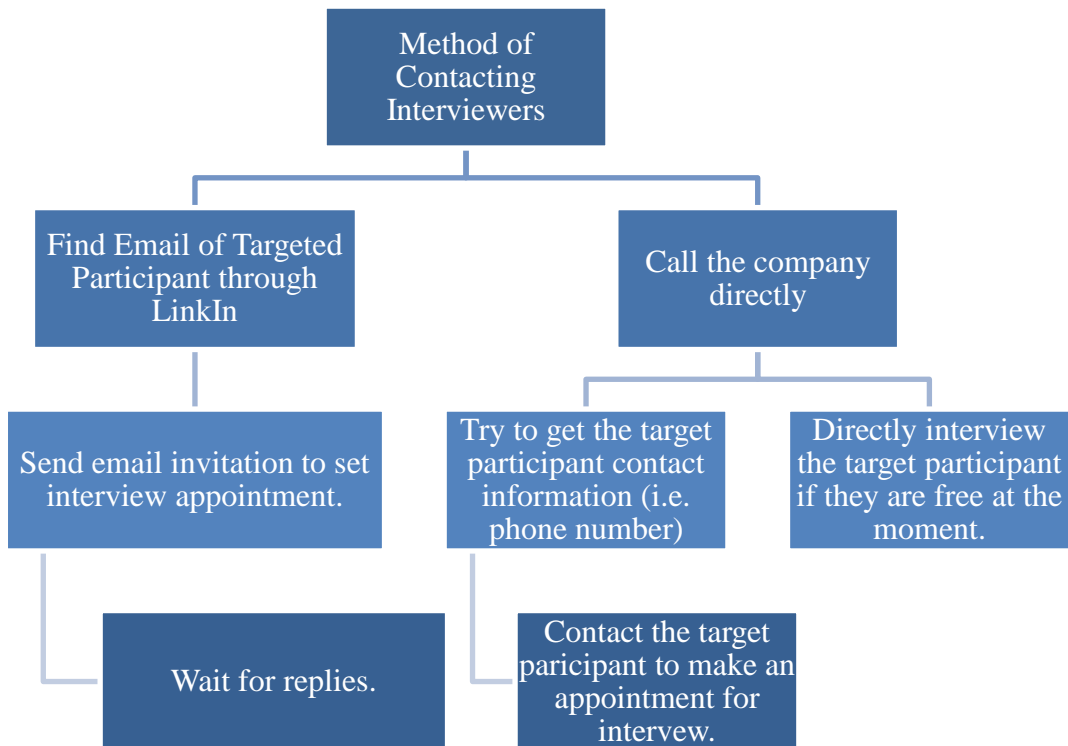 Method of
Contacting
Interviewers
Find Email of Targeted
Participant through
LinkIn
Call the company
directly
Send email invitation to set
interview appointment.
Try to get the target
participant contact
information (i.e.
phone number)
Directly interview
the target participant
if they are free at the
moment.
Wait for replies.
Contact the target
paricipant to make an
appointment for
intervew.